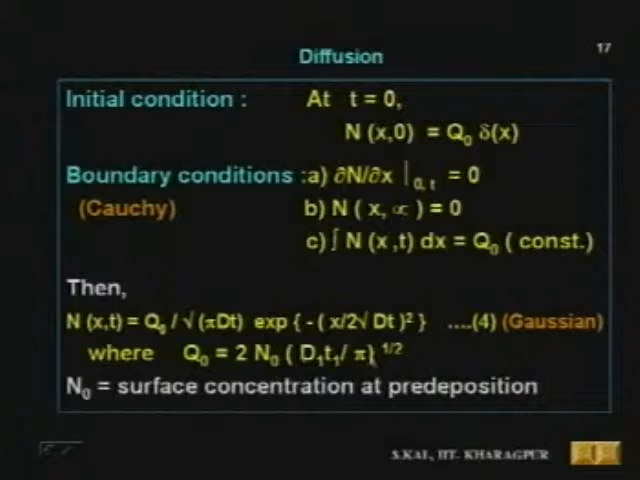 17
Diffusion
Initial condition : At t = 0,
N (x,0) = Q₀ δ(x)
Boundary conditions :a) ∂N/∂x |₀, ₜ = 0
(Cauchy) b) N ( x, ∝ ) = 0
c) ∫ N (x ,t) dx = Q₀ ( const.)
Then,
N (x,t) = Q₀ / √ (πDt) exp { - ( x/2√ Dt )² } ....(4) (Gaussian)
where Q₀ = 2 N₀ ( D₁t₁/ π) ¹/²
N₀ = surface concentration at predeposition
S.KAL, IIT- KHARAGPUR